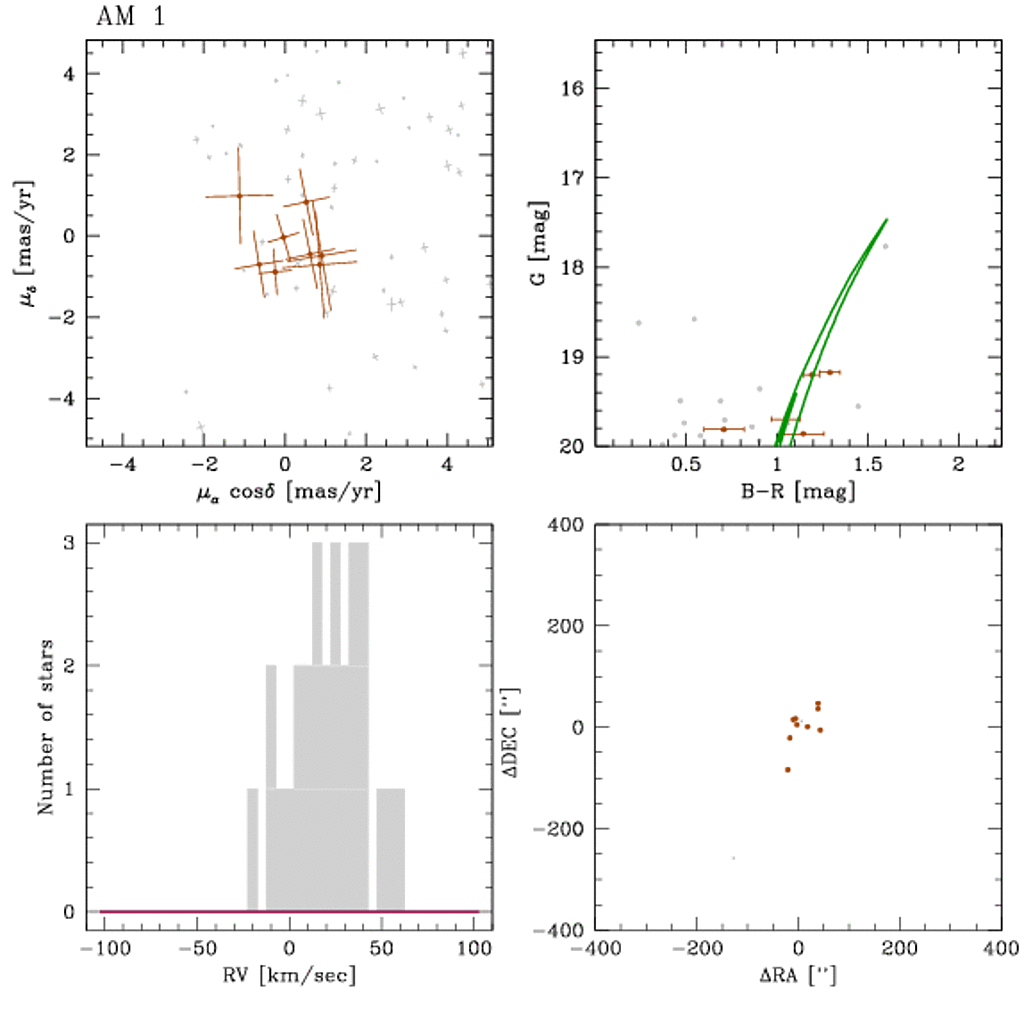 AM 1
4
2
0
−2
−4
μδ [mas/yr]
−4 −2 0 2 4
μα cosδ [mas/yr]
16
17
18
19
20
G [mag]
0.5 1 1.5 2
B−R [mag]
3
2
1
0
Number of stars
−100 −50 0 50 100
RV [km/sec]
400
200
0
−200
−400
ΔDEC [″]
−400 −200 0 200 400
ΔRA [″]